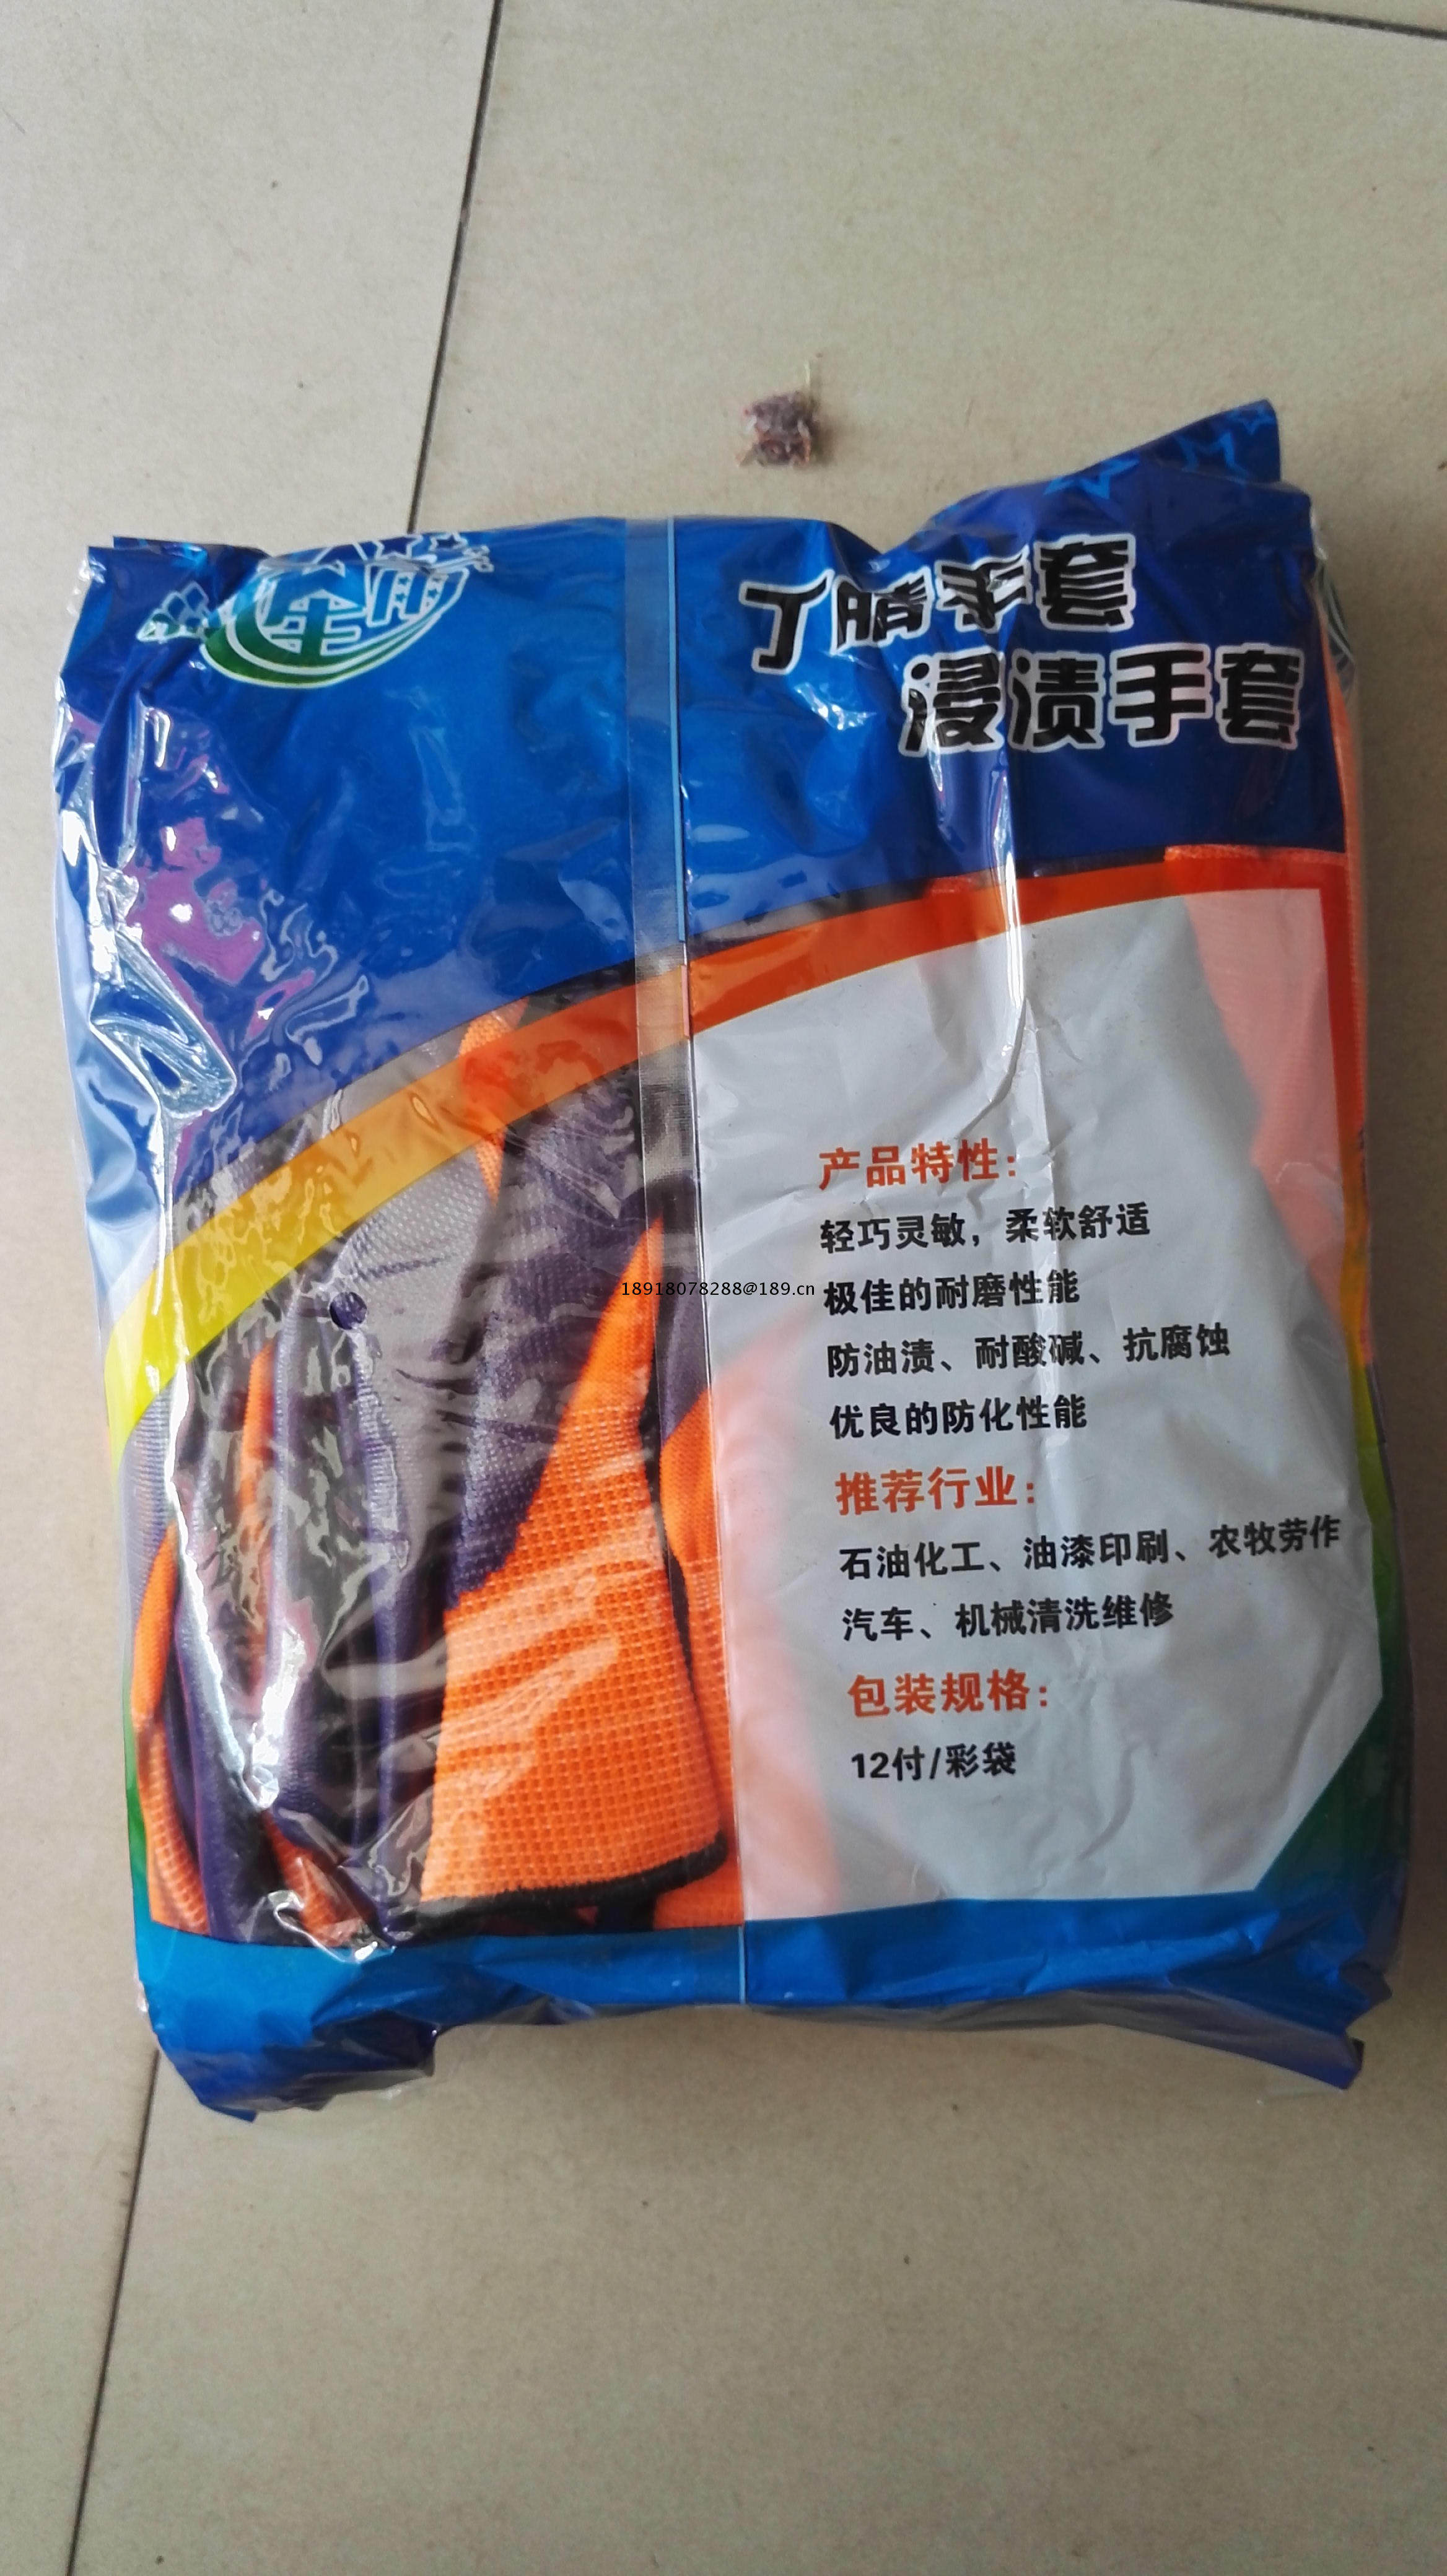 丁腈手套
浸渍手套
18918078288@189.cn
产品特性：
轻巧灵敏，柔软舒适
极佳的耐磨性能
防油渍、耐酸碱、抗腐蚀
优良的防化性能
推荐行业：
石油化工、油漆印刷、农牧劳作
汽车、机械清洗维修
包装规格：
12付/彩袋